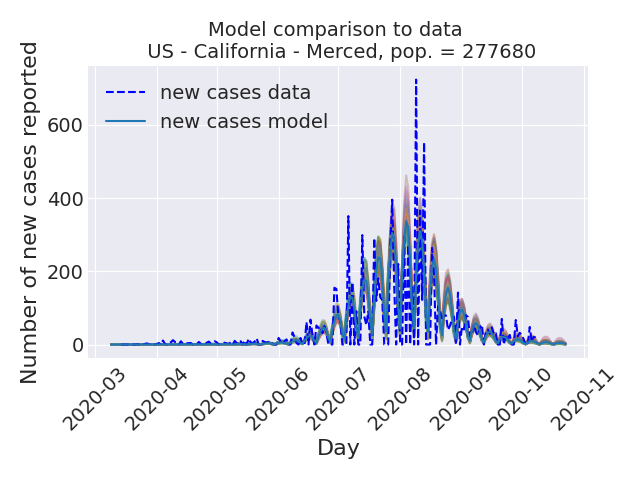 Model comparison to data
US - California - Merced, pop. = 277680
Number of new cases reported
new cases data
new cases model
600
400
200
0
2020-03
2020-04
2020-05
2020-06
2020-07
2020-08
2020-09
2020-10
2020-11
Day